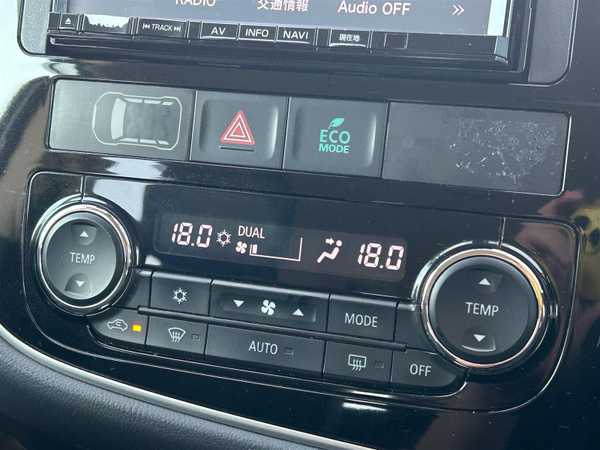 RADIO 交通情報 Audio OFF »
|◀◀ TRACK ▶▶| AV INFO NAVI 現在地
ECO
MODE
18.0 DUAL 18.0
TEMP TEMP
MODE
AUTO OFF